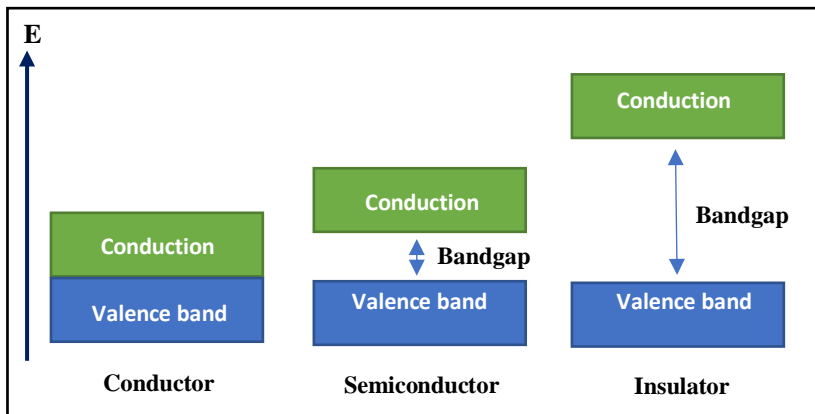 E
Conduction
Valence band
Conductor
Conduction
Bandgap
Valence band
Semiconductor
Conduction
Bandgap
Valence band
Insulator